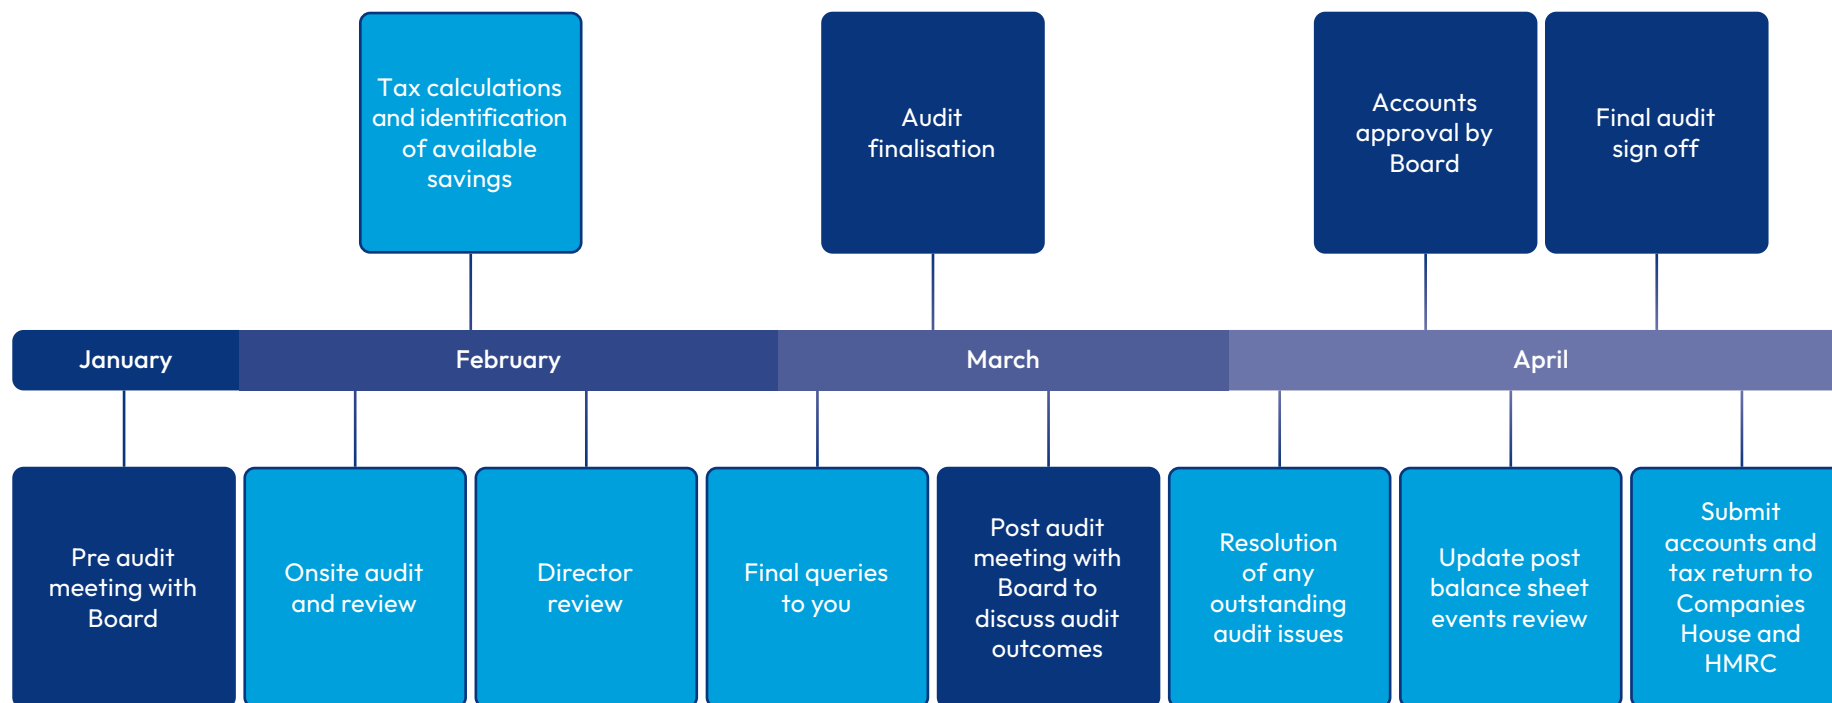 Tax calculations
and identification
of available
savings
Audit
finalisation
Accounts
approval by
Board
Final audit
sign off
January
February
March
April
Pre audit
meeting with
Board
Onsite audit
and review
Director
review
Final queries
to you
Post audit
meeting with
Board to
discuss audit
outcomes
Resolution
of any
outstanding
audit issues
Update post
balance sheet
events review
Submit
accounts and
tax return to
Companies
House and
HMRC